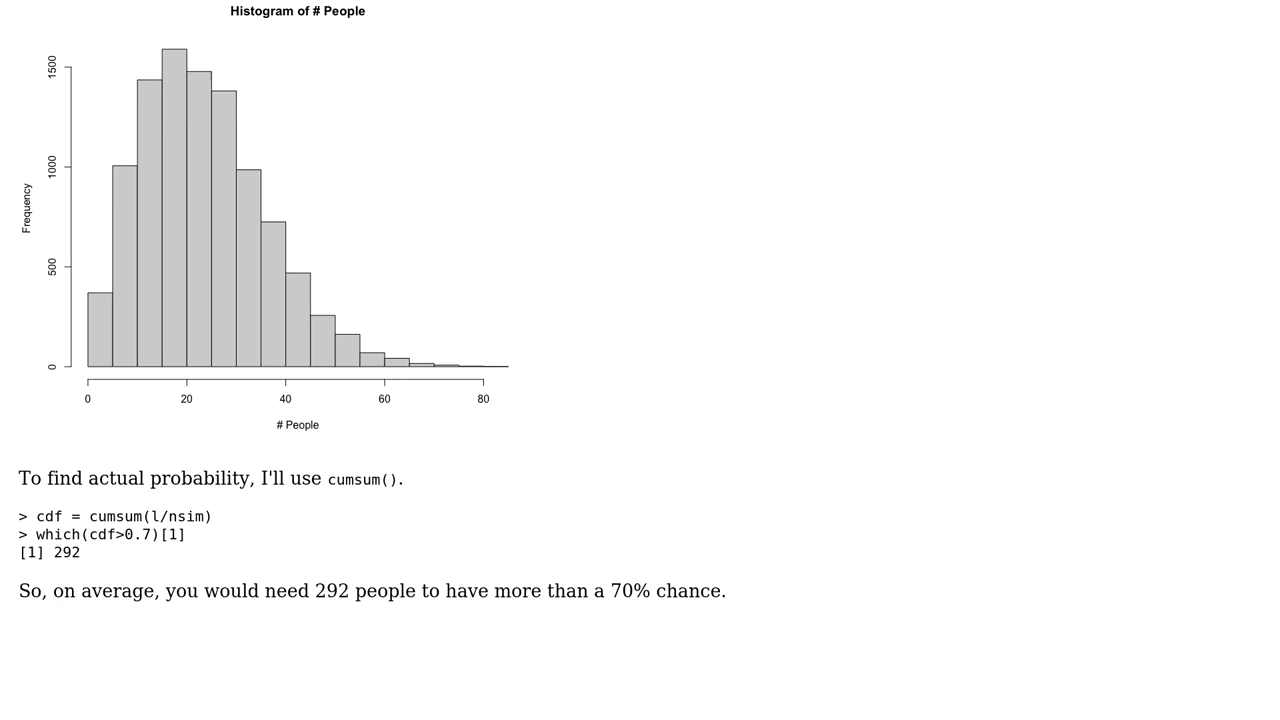 Histogram of # People
1500
1000
500
0
Frequency
0 20 40 60 80
# People
To find actual probability, I'll use cumsum().
> cdf = cumsum(l/nsim)
> which(cdf>0.7)[1]
[1] 292
So, on average, you would need 292 people to have more than a 70% chance.